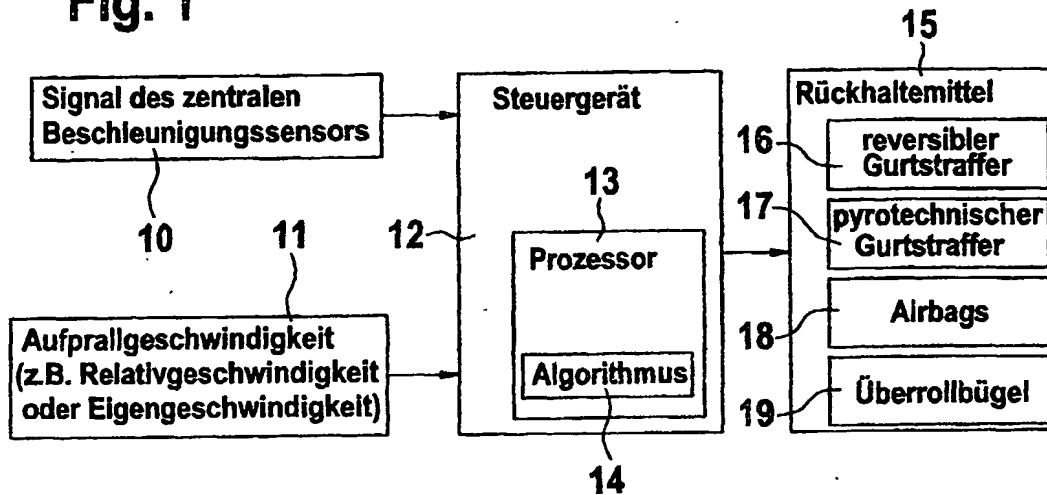 Fig. 1
15
Signal des zentralen
Beschleunigungssensors
10
Steuergerät
12
13
Prozessor
Algorithmus
14
11
Aufprallgeschwindigkeit
(z.B. Relativgeschwindigkeit
oder Eigengeschwindigkeit)
Rückhaltemittel
16
reversibler
Gurtstraffer
17
pyrotechnischer
Gurtstraffer
18
Airbags
19
Überrollbügel